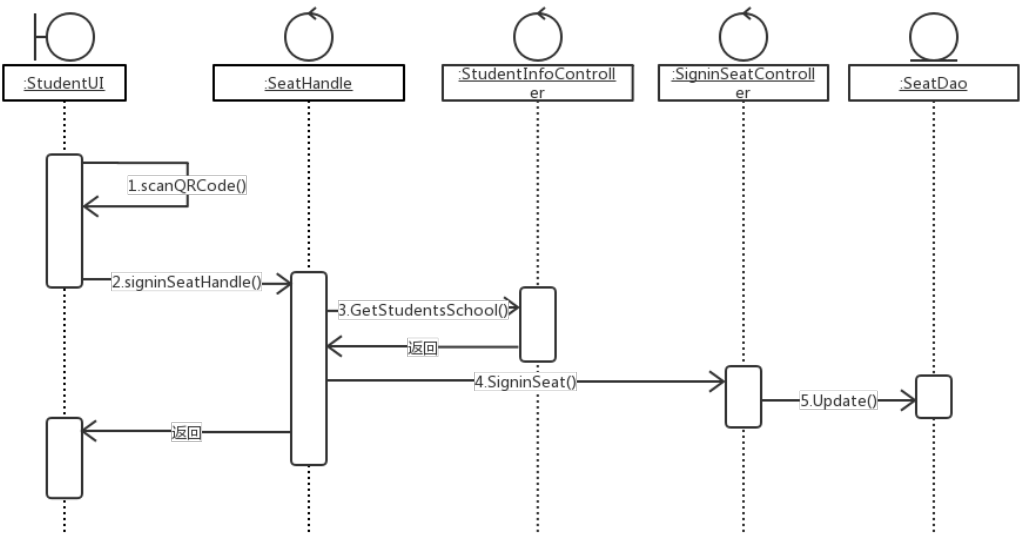 :StudentUI
:SeatHandle
:StudentInfoControll
er
:SigninSeatControll
er
:SeatDao
1.scanQRCode()
2.signinSeatHandle()
3.GetStudentsSchool()
返回
4.SigninSeat()
5.Update()
返回